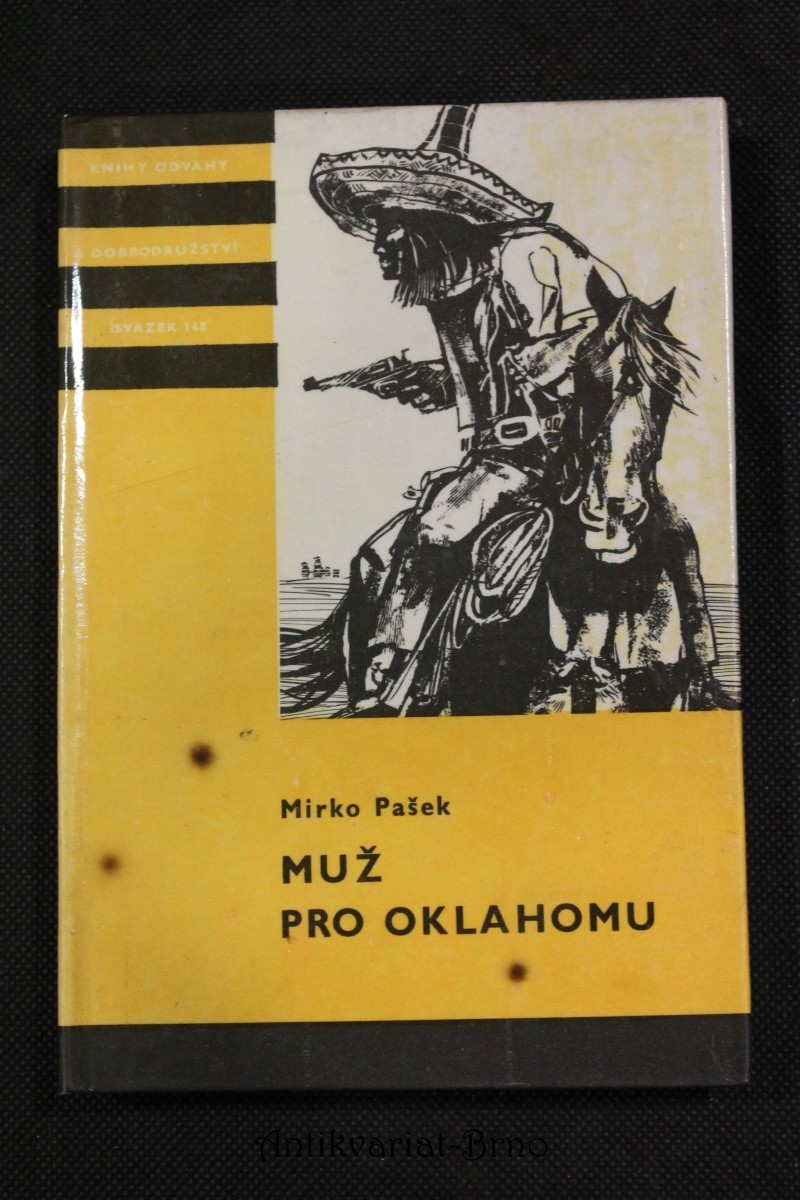 KNIHY ODVAHY
A DOBRODRUŽSTVÍ
SVAZEK 148
Mirko Pašek
MUŽ
PRO OKLAHOMU
Antikvariat-Brno